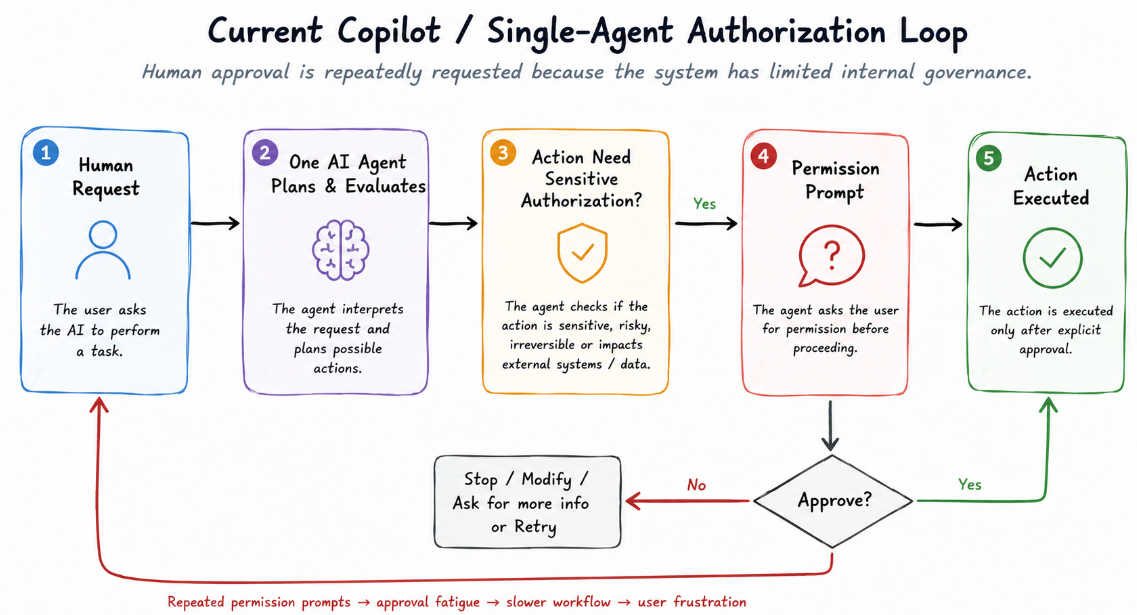 Current Copilot / Single-Agent Authorization Loop
Human approval is repeatedly requested because the system has limited internal governance.
1
Human
Request
The user asks
the AI to perform
a task.
2
One AI Agent
Plans & Evaluates
The agent interprets
the request and
plans possible
actions.
3
Action Need
Sensitive
Authorization?
The agent checks if the
action is sensitive, risky,
irreversible or impacts
external systems / data.
Yes
4
Permission
Prompt
?
The agent asks the user
for permission before
proceeding.
5
Action
Executed
The action is executed
only after explicit
approval.
Stop / Modify /
Ask for more info
or Retry
No
Approve?
Yes
Repeated permission prompts → approval fatigue → slower workflow → user frustration